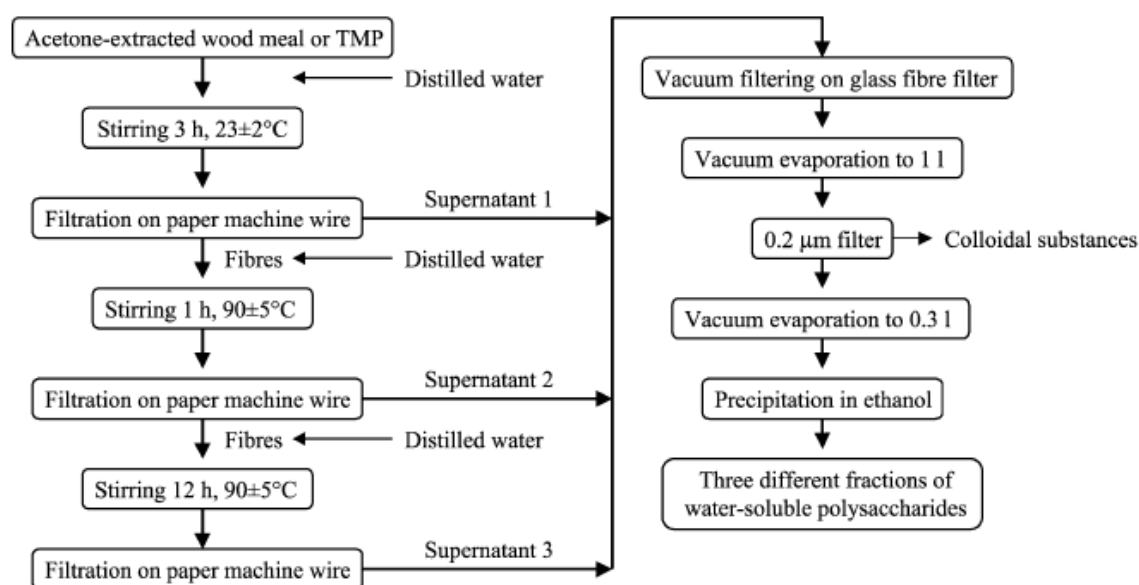 Acetone-extracted wood meal or TMP
Distilled water
Stirring 3 h, 23±2°C
Filtration on paper machine wire
Supernatant 1
Fibres
Distilled water
Stirring 1 h, 90±5°C
Filtration on paper machine wire
Supernatant 2
Fibres
Distilled water
Stirring 12 h, 90±5°C
Filtration on paper machine wire
Supernatant 3
Vacuum filtering on glass fibre filter
Vacuum evaporation to 1 l
0.2 µm filter
Colloidal substances
Vacuum evaporation to 0.3 l
Precipitation in ethanol
Three different fractions of
water-soluble polysaccharides